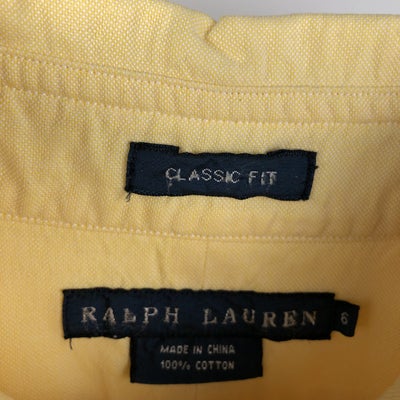 CLASSIC FIT
RALPH LAUREN 6
MADE IN CHINA
100% COTTON